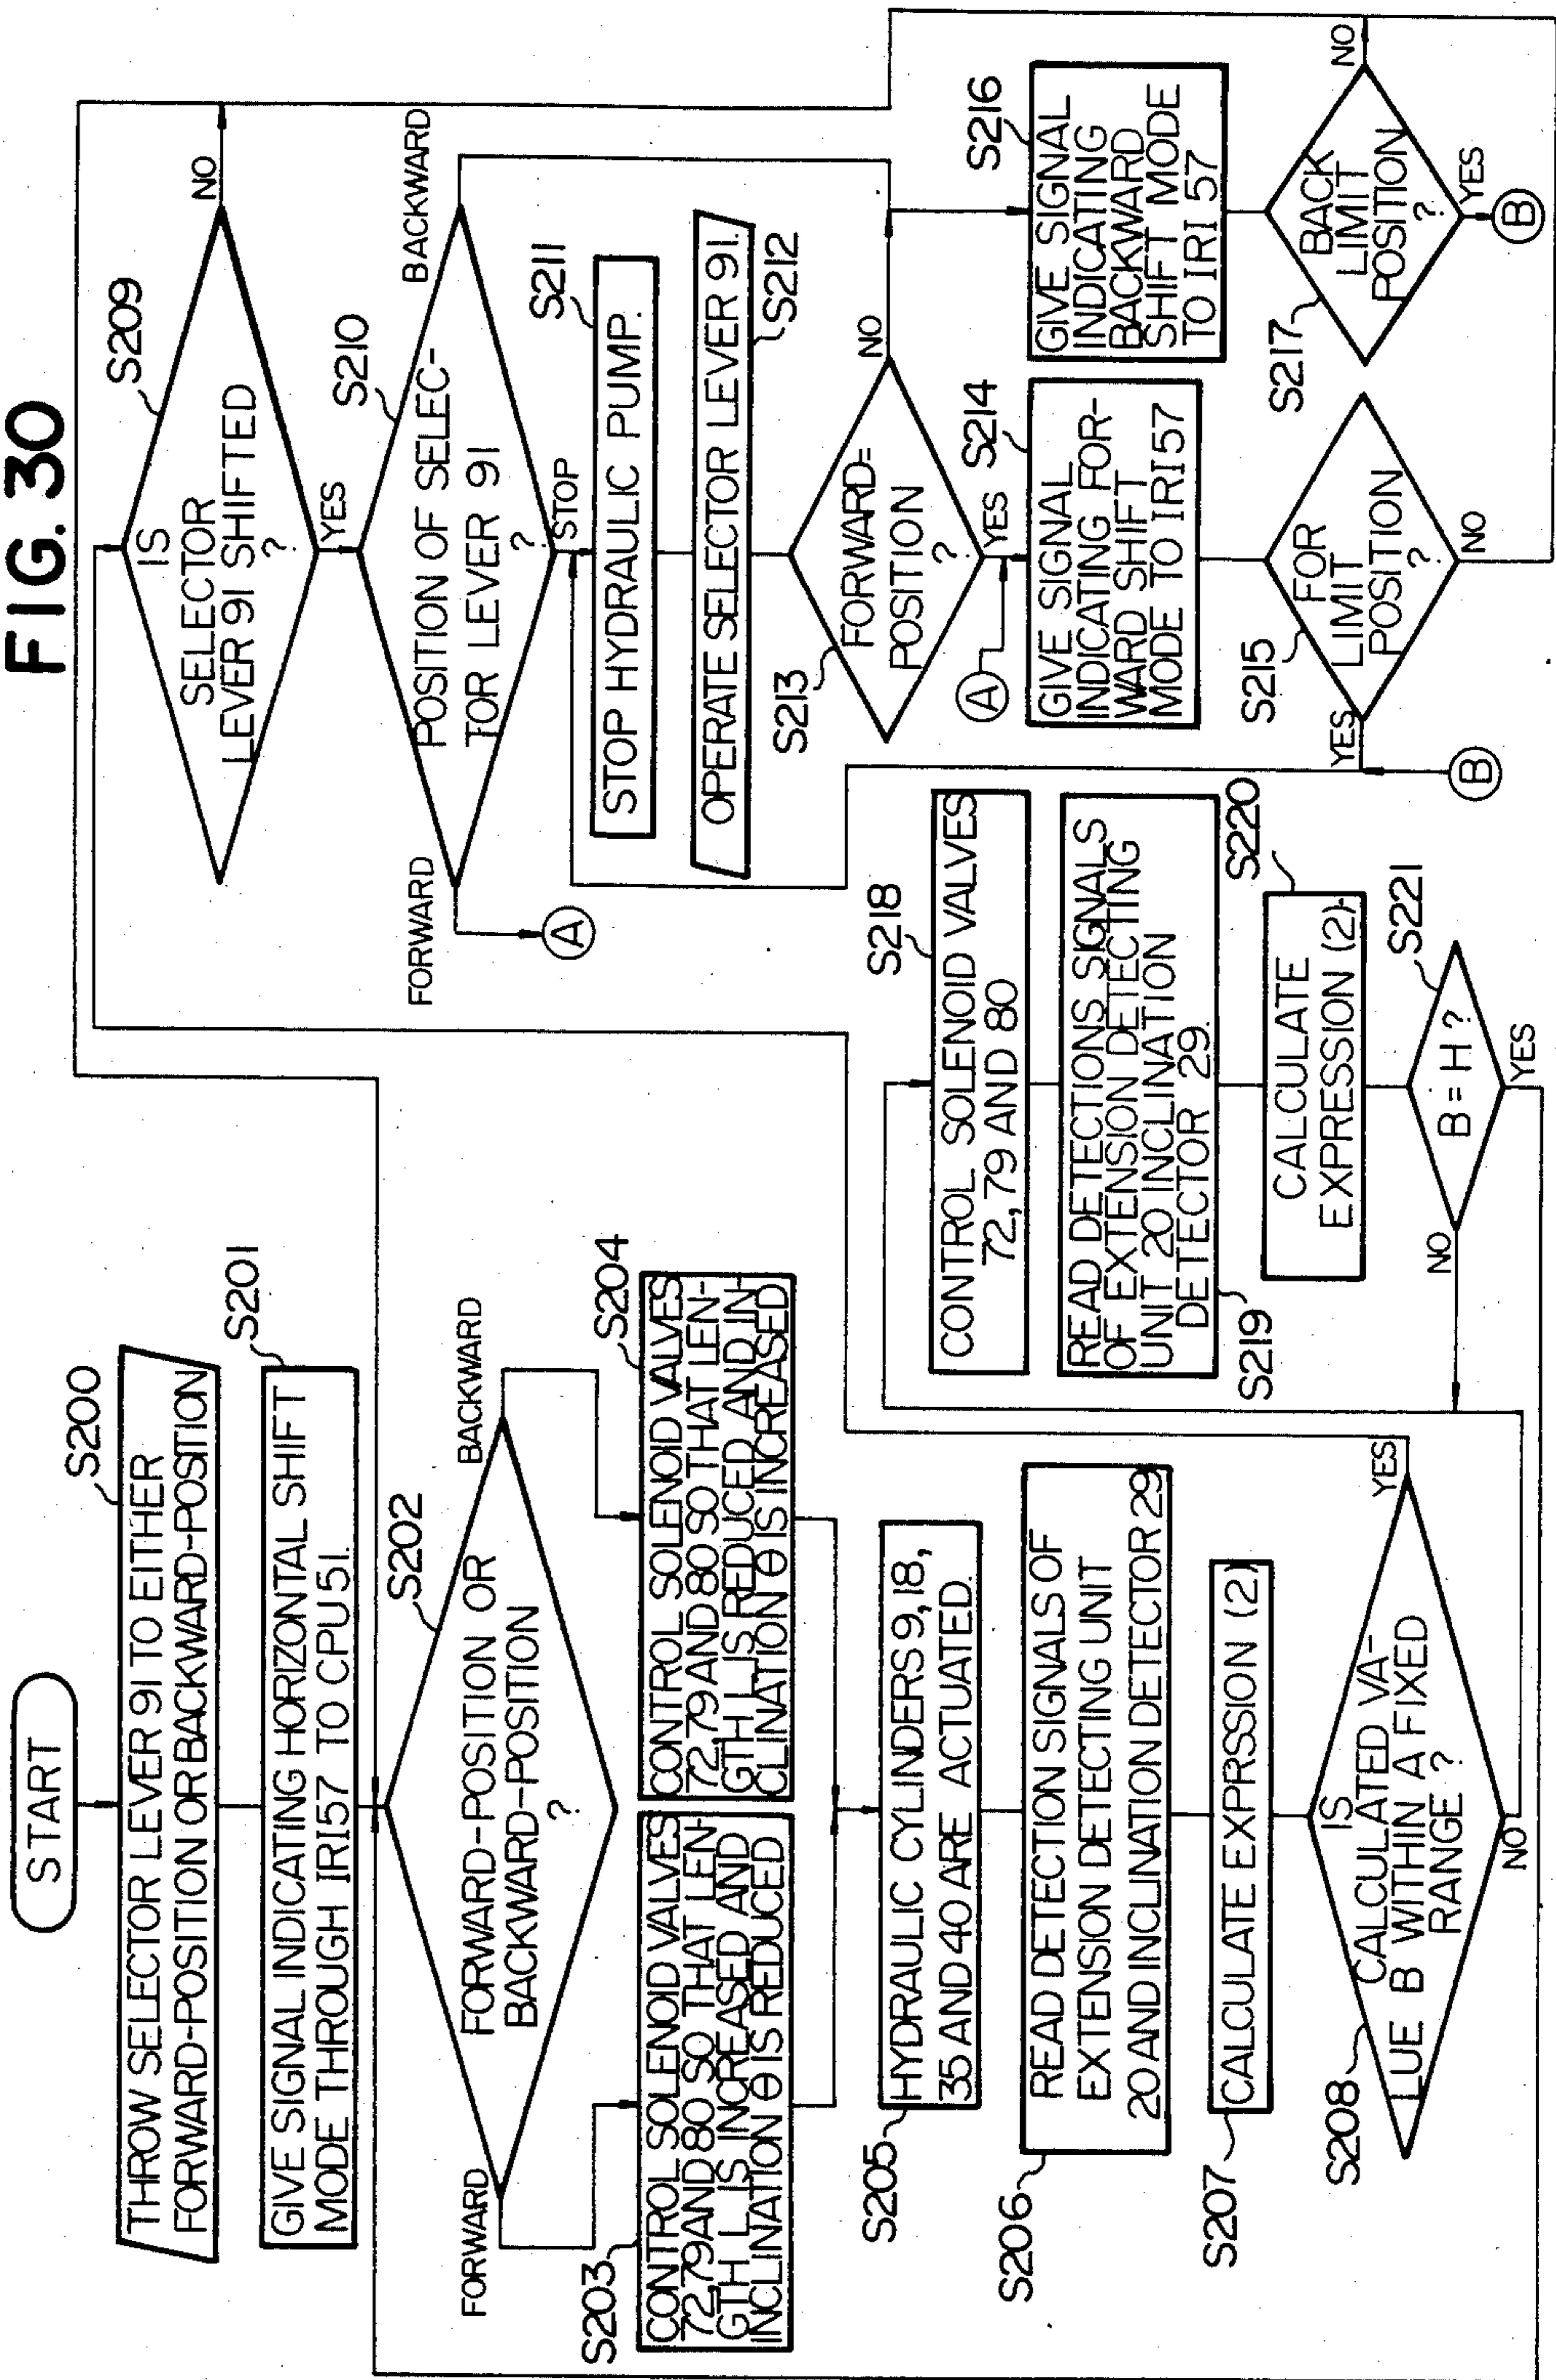 FIG. 30
START
S200
THROW SELECTOR LEVER 91 TO EITHER
FORWARD-POSITION OR BACKWARD-POSITION
S201
GIVE SIGNAL INDICATING HORIZONTAL SHIFT
MODE THROUGH IRI57 TO CPU 51.
S202
FORWARD-POSITION OR
BACKWARD-POSITION
?
FORWARD
BACKWARD
S203
CONTROL SOLENOID VALVES
72,79 AND 80 SO THAT LEN-
GTH L IS INCREASED AND
INCLINATION θ IS REDUCED
S204
CONTROL SOLENOID VALVES
72,79 AND 80 SO THAT LEN-
GTH L IS REDUCED AND IN-
CLINATION θ IS INCREASED
S205
HYDRAULIC CYLINDERS 9,18,
35 AND 40 ARE ACTUATED.
S206
READ DETECTION SIGNALS OF
EXTENSION DETECTING UNIT
20 AND INCLINATION DETECTOR 29
S207
CALCULATE EXPRSSION (2)
S208
IS
CALCULATED VA-
LUE B WITHIN A FIXED
RANGE ?
YES
NO
S209
IS
SELECTOR
LEVER 91 SHIFTED
?
NO
YES
S210
POSITION OF SELEC-
TOR LEVER 91
?
FORWARD
BACKWARD
STOP
A
S211
STOP HYDRAULIC PUMP.
S212
OPERATE SELECTOR LEVER 91.
S213
FORWARD=
POSITION
?
NO
YES
A
S214
GIVE SIGNAL
INDICATING FOR-
WARD SHIFT
MODE TO IRI57
S215
FOR
LIMIT
POSITION
?
YES
NO
B
S216
GIVE SIGNAL
INDICATING
BACKWARD
SHIFT MODE
TO IRI 57
S217
BACK
LIMIT
POSITION
?
NO
YES
B
S218
CONTROL SOLENOID VALVES
72,79 AND 80
S219
READ DETECTIONS SIGNALS
OF EXTENSION DETECTING
UNIT 20 INCLINATION
DETECTOR 29.
S220
CALCULATE
EXPRESSION (2).
S221
B = H ?
NO
YES